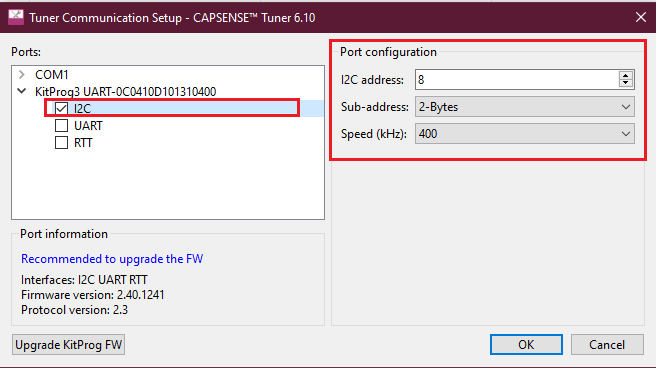 Tuner Communication Setup - CAPSENSE™ Tuner 6.10
Ports:
COM1
KitProg3 UART-0C0410D101310400
I2C
UART
RTT
Port configuration
I2C address: 8
Sub-address: 2-Bytes
Speed (kHz): 400
Port information
Recommended to upgrade the FW
Interfaces: I2C UART RTT
Firmware version: 2.40.1241
Protocol version: 2.3
Upgrade KitProg FW
OK
Cancel